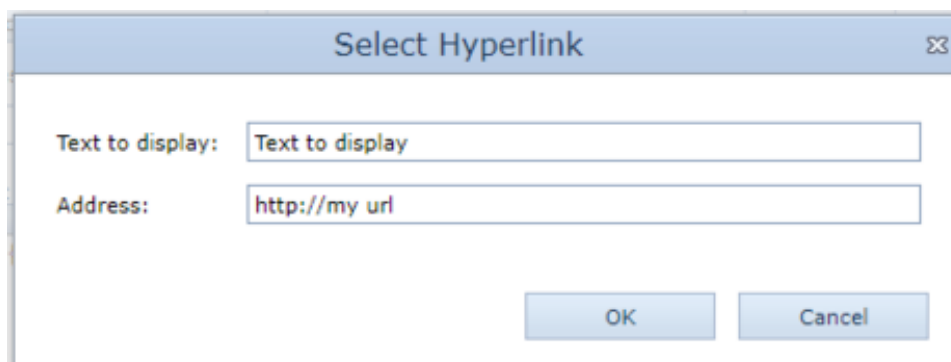 Select Hyperlink
Text to display: Text to display
Address: http://my url
OK Cancel